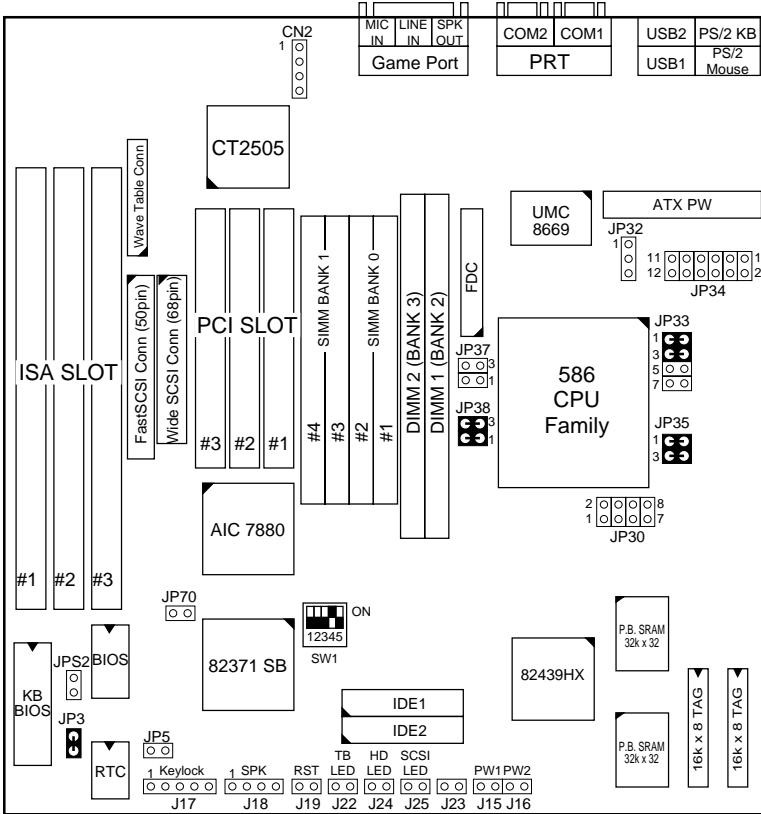 MIC IN
LINE IN
SPK OUT
Game Port
COM2
COM1
PRT
USB2
PS/2 KB
USB1
PS/2 Mouse
CN2
1
CT2505
Wave Table Conn
UMC 8669
ATX PW
JP32
1
11
12
1
2
JP34
FDC
FastSCSI Conn (50pin)
Wide SCSI Conn (68pin)
PCI SLOT
#3
#2
#1
SIMM BANK 1
SIMM BANK 0
#4
#3
#2
#1
DIMM 2 (BANK 3)
DIMM 1 (BANK 2)
JP37
3
1
JP38
3
1
586
CPU
Family
JP33
1
3
5
7
JP35
1
3
ISA SLOT
#1
#2
#3
AIC 7880
2
1
8
7
JP30
JP70
ON
12345
SW1
82371 SB
82439HX
P.B. SRAM
32k x 32
P.B. SRAM
32k x 32
16k x 8 TAG
16k x 8 TAG
KB
BIOS
JPS2
BIOS
JP3
RTC
JP5
IDE1
IDE2
1 Keylock
J17
1 SPK
J18
RST
J19
TB LED
J22
HD LED
J24
SCSI LED
J25
J23
PW1
J15
PW2
J16